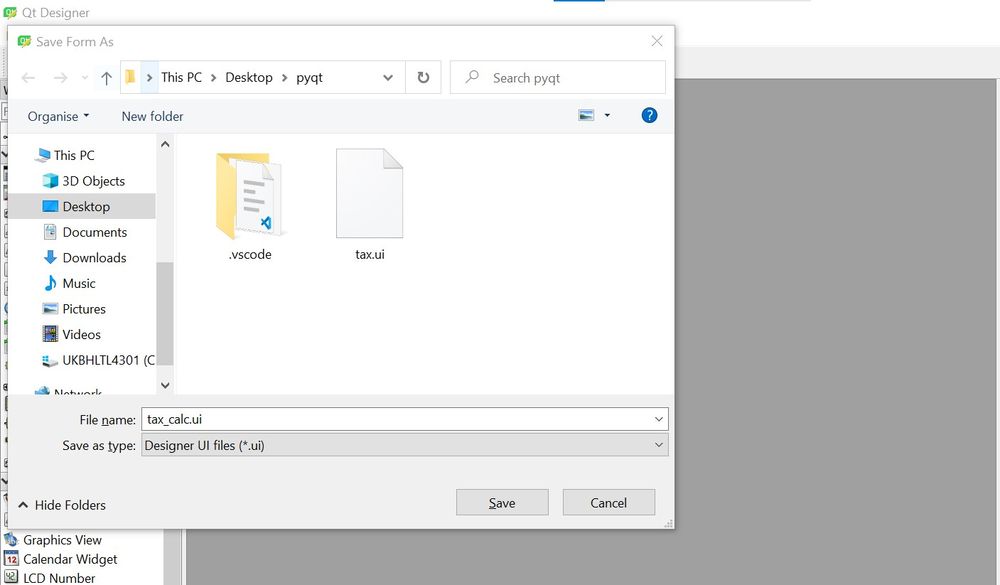 Qt Designer
Save Form As
This PC > Desktop > pyqt
Search pyqt
Organise
New folder
This PC
3D Objects
Desktop
Documents
Downloads
Music
Pictures
Videos
UKBHLTL4301 (C
Network
.vscode
tax.ui
File name: tax_calc.ui
Save as type: Designer UI files (*.ui)
Hide Folders
Save
Cancel
Graphics View
Calendar Widget
LCD Number